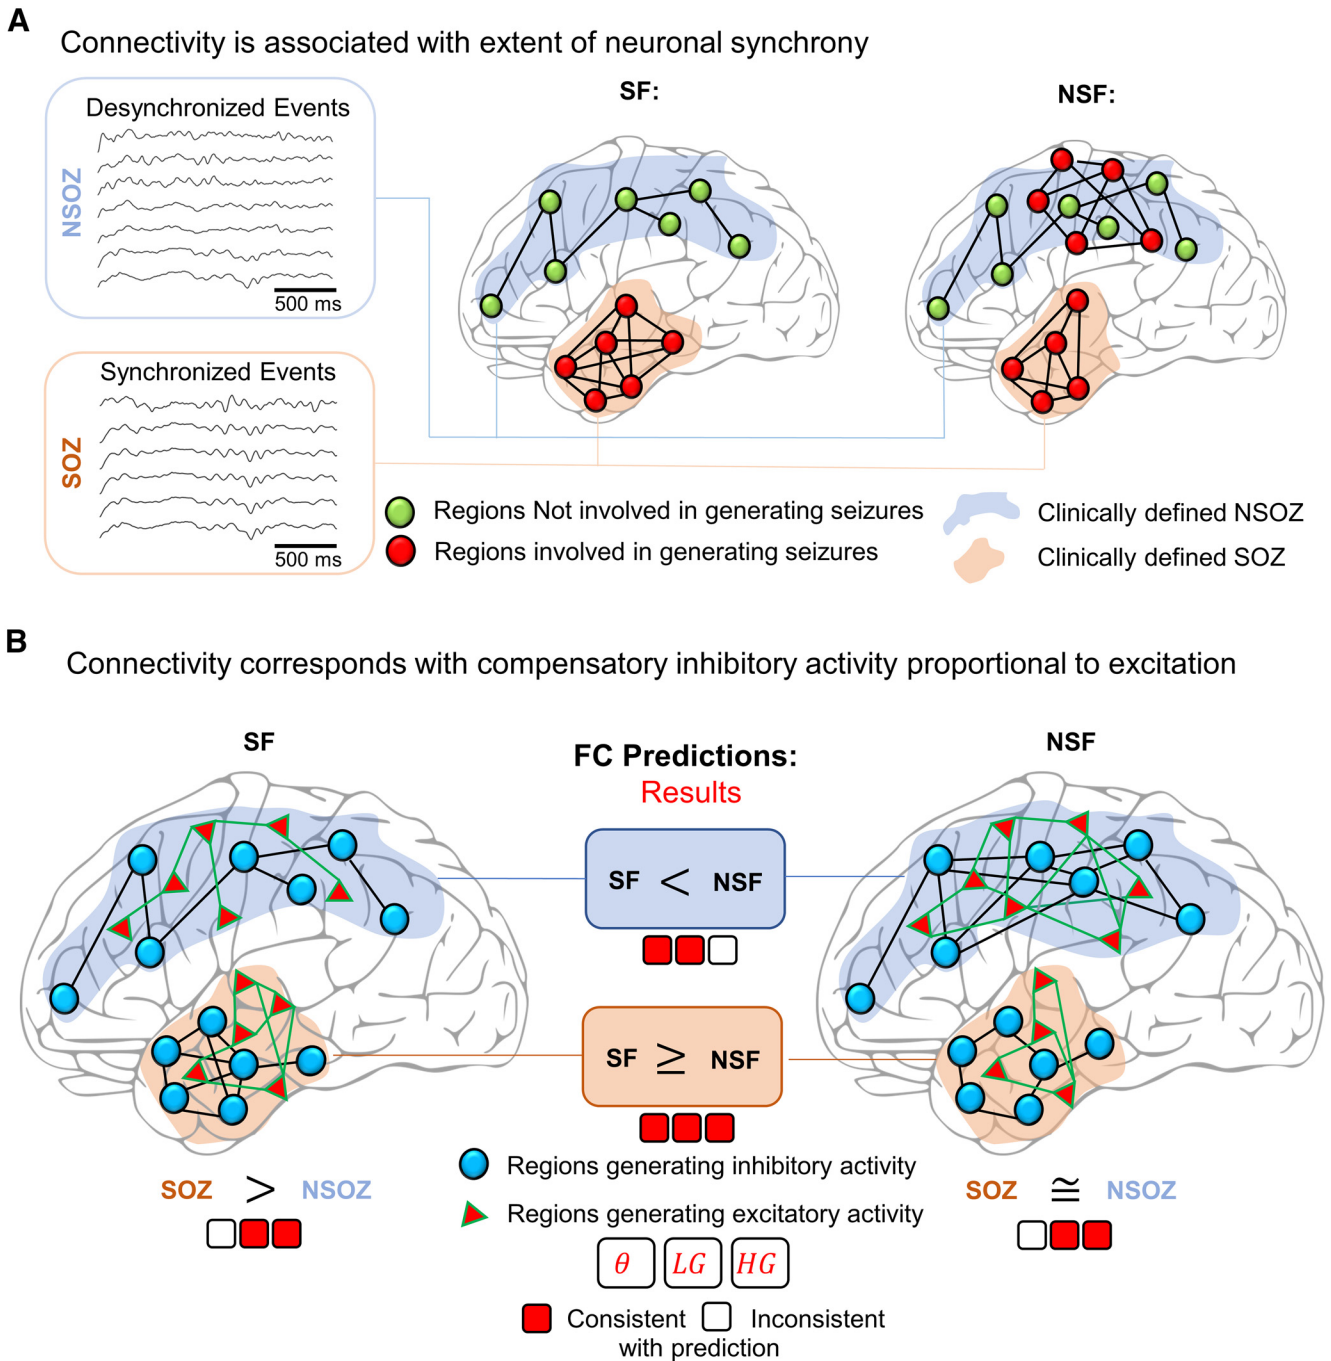 A
Connectivity is associated with extent of neuronal synchrony
Desynchronized Events
NSOZ
500 ms
SF:
NSF:
Synchronized Events
SOZ
500 ms
Regions Not involved in generating seizures
Regions involved in generating seizures
Clinically defined NSOZ
Clinically defined SOZ
B
Connectivity corresponds with compensatory inhibitory activity proportional to excitation
SF
FC Predictions:
Results
NSF
SF < NSF
SF ≥ NSF
SOZ > NSOZ
SOZ ≅ NSOZ
Regions generating inhibitory activity
Regions generating excitatory activity
θ LG HG
Consistent Inconsistent
with prediction